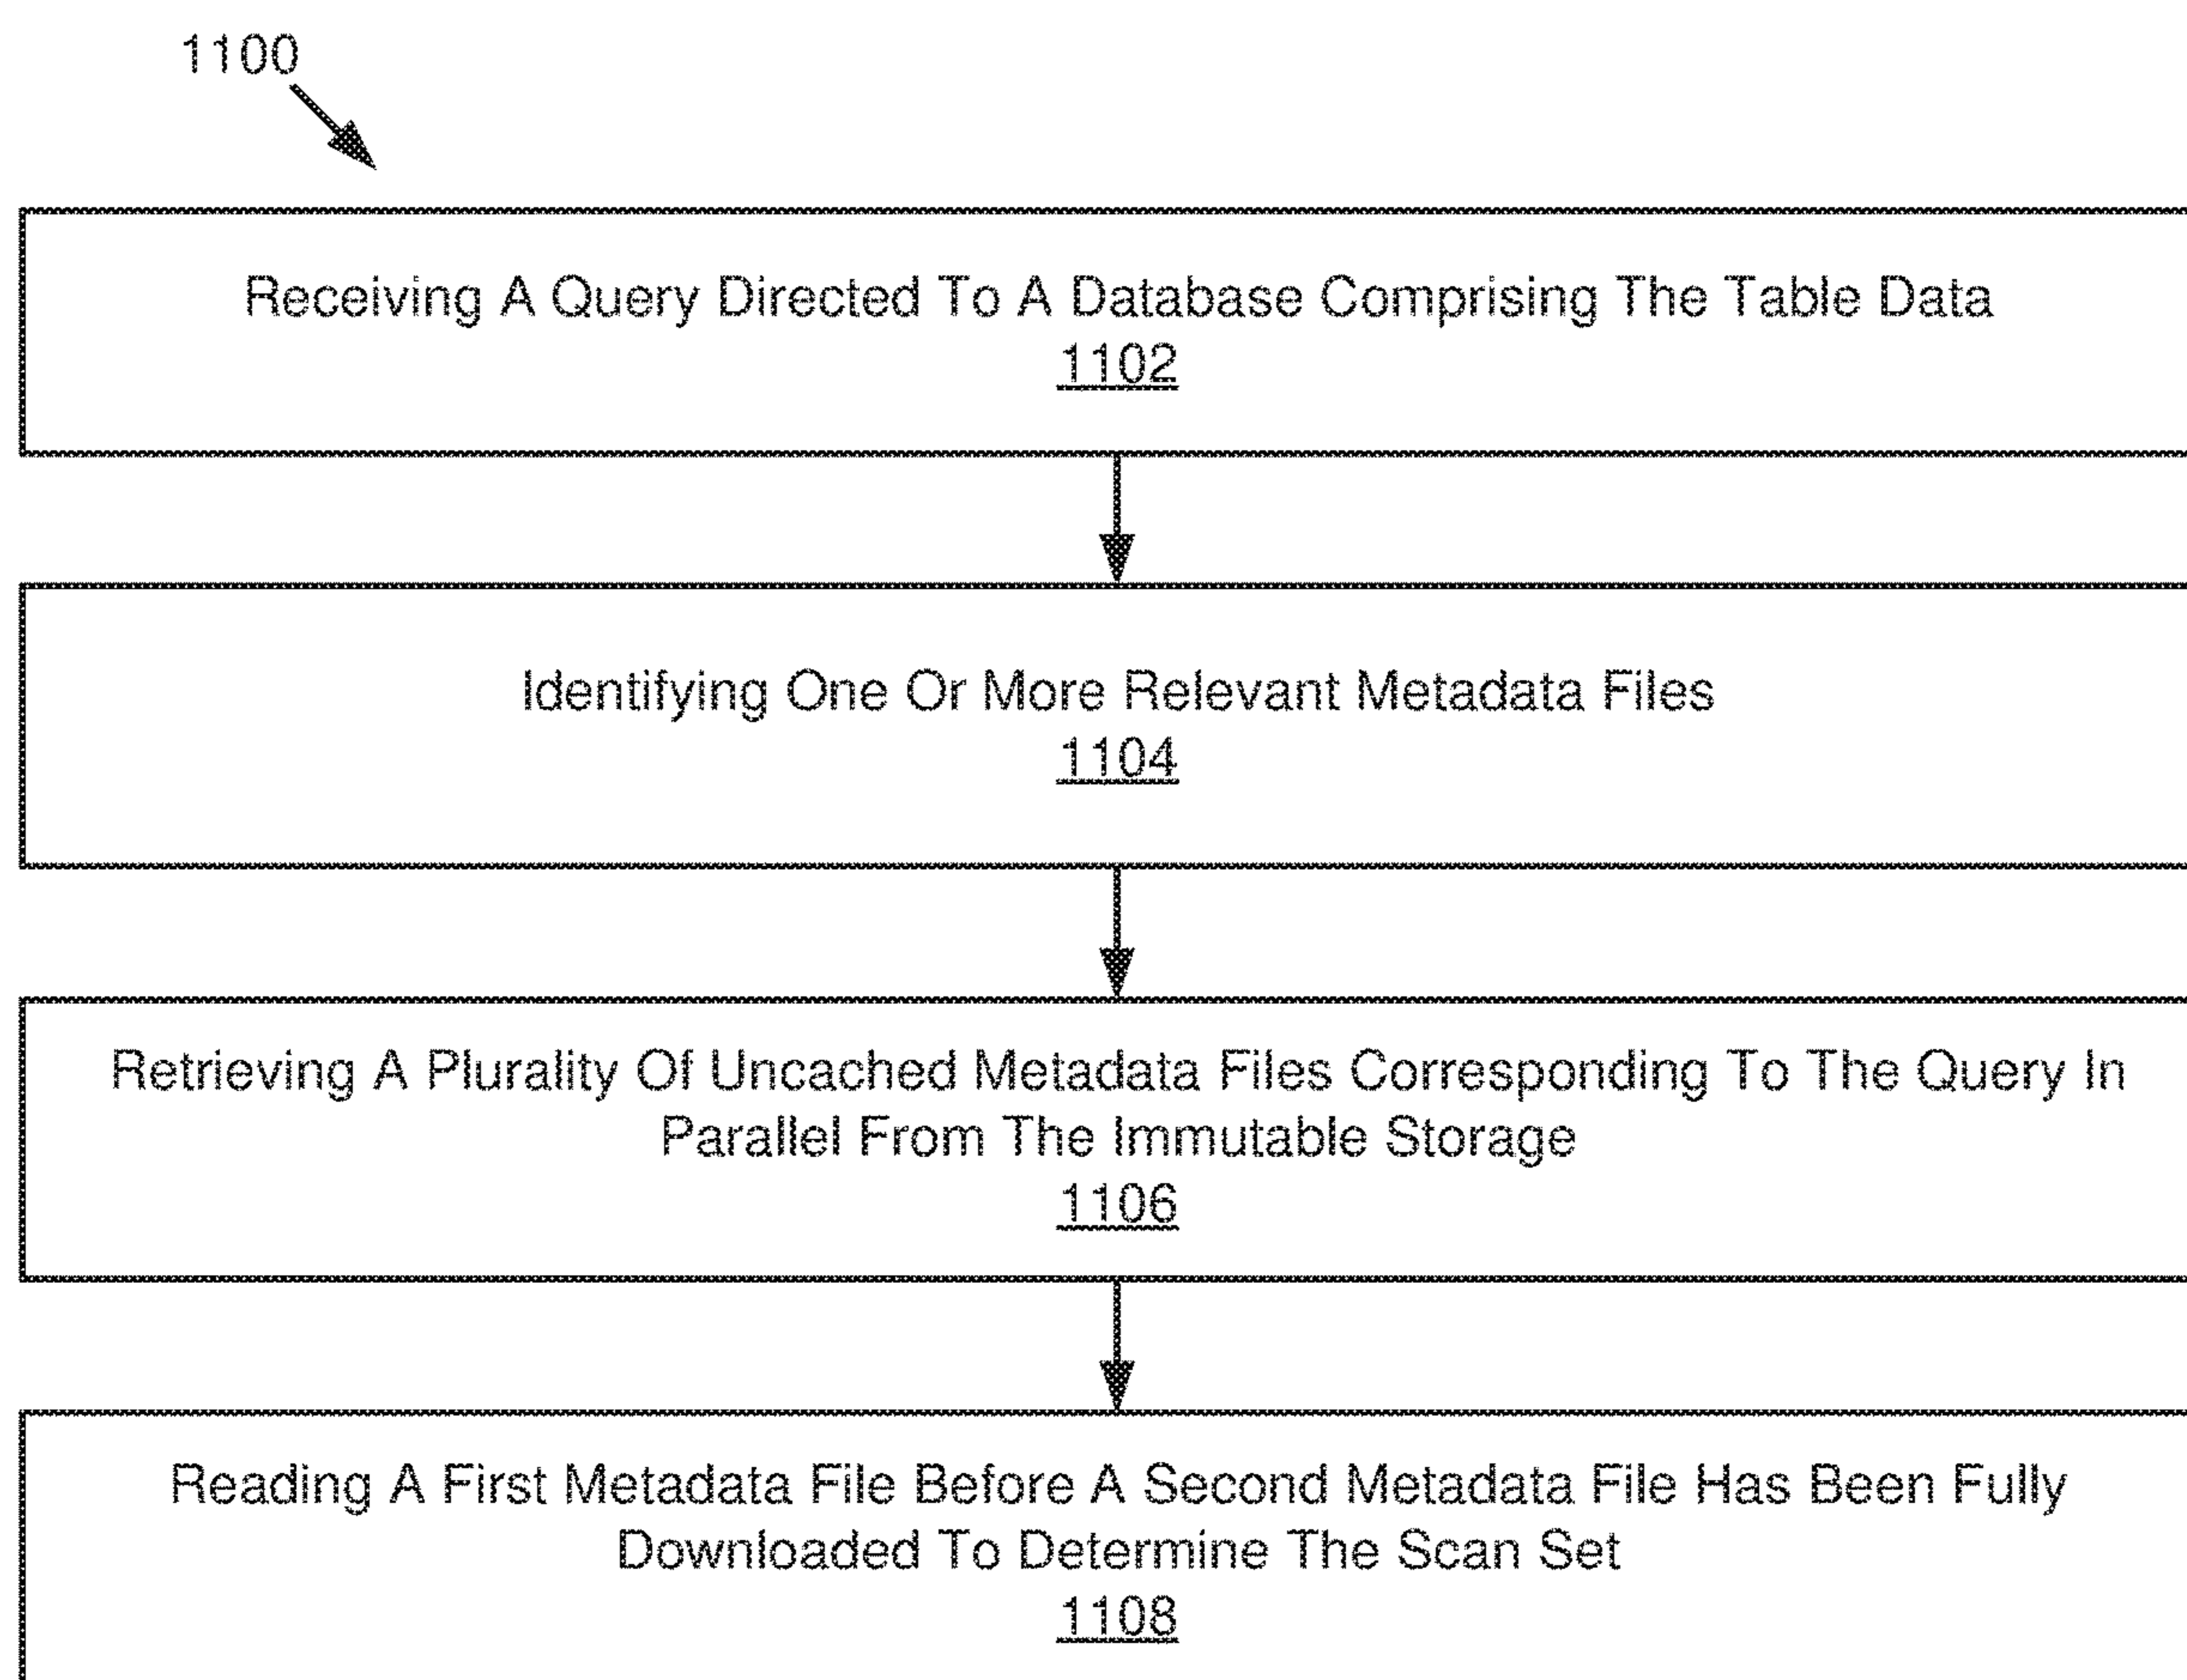 1100
Receiving A Query Directed To A Database Comprising The Table Data
1102
Identifying One Or More Relevant Metadata Files
1104
Retrieving A Plurality Of Uncached Metadata Files Corresponding To The Query In
Parallel From The Immutable Storage
1106
Reading A First Metadata File Before A Second Metadata File Has Been Fully
Downloaded To Determine The Scan Set
1108